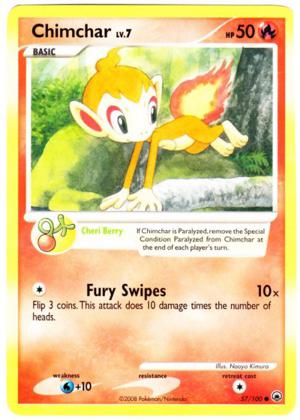 Chimchar LV.7 HP 50
BASIC
Cheri Berry
If Chimchar is Paralyzed, remove the Special
Condition Paralyzed from Chimchar at
the end of each player's turn.
Fury Swipes 10×
Flip 3 coins. This attack does 10 damage times the number of
heads.
Illus. Naoyo Kimura
weakness resistance retreat cost
+10
©2008 Pokémon/Nintendo 57/100